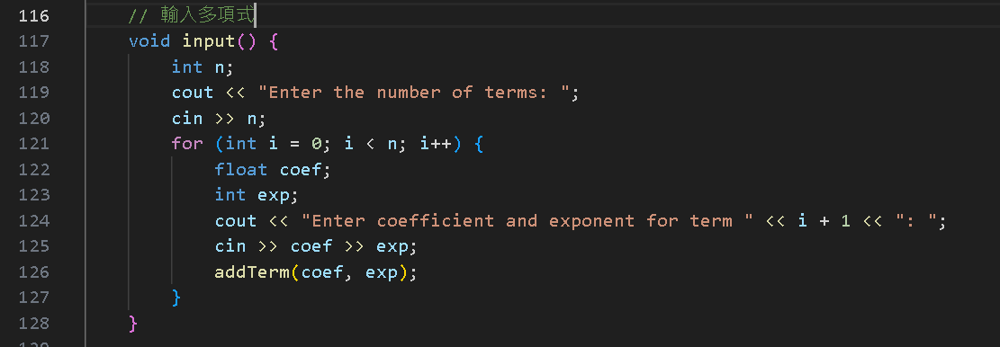 116 // 輸入多項式
117 void input() {
118 int n;
119 cout << "Enter the number of terms: ";
120 cin >> n;
121 for (int i = 0; i < n; i++) {
122 float coef;
123 int exp;
124 cout << "Enter coefficient and exponent for term " << i + 1 << ": ";
125 cin >> coef >> exp;
126 addTerm(coef, exp);
127 }
128 }